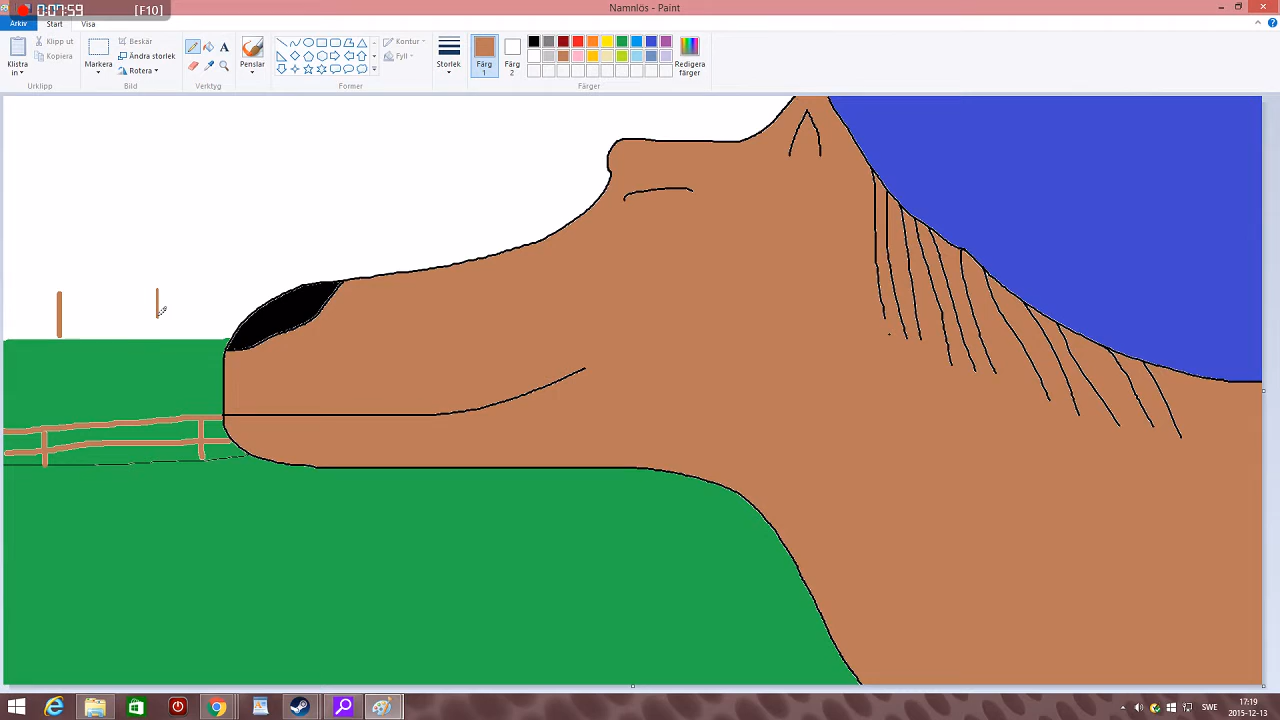 0:07:59 [F10]
Namnlös - Paint
Arkiv Start Visa
Klistra in
Klipp ut
Kopiera
Urklipp
Markera
Beskär
Ändra storlek
Rotera
Bild
A
Verktyg
Penslar
Kontur
Fyll
Former
Storlek
Färg 1
Färg 2
Redigera färger
Färger
SWE
17:19
2015-12-13